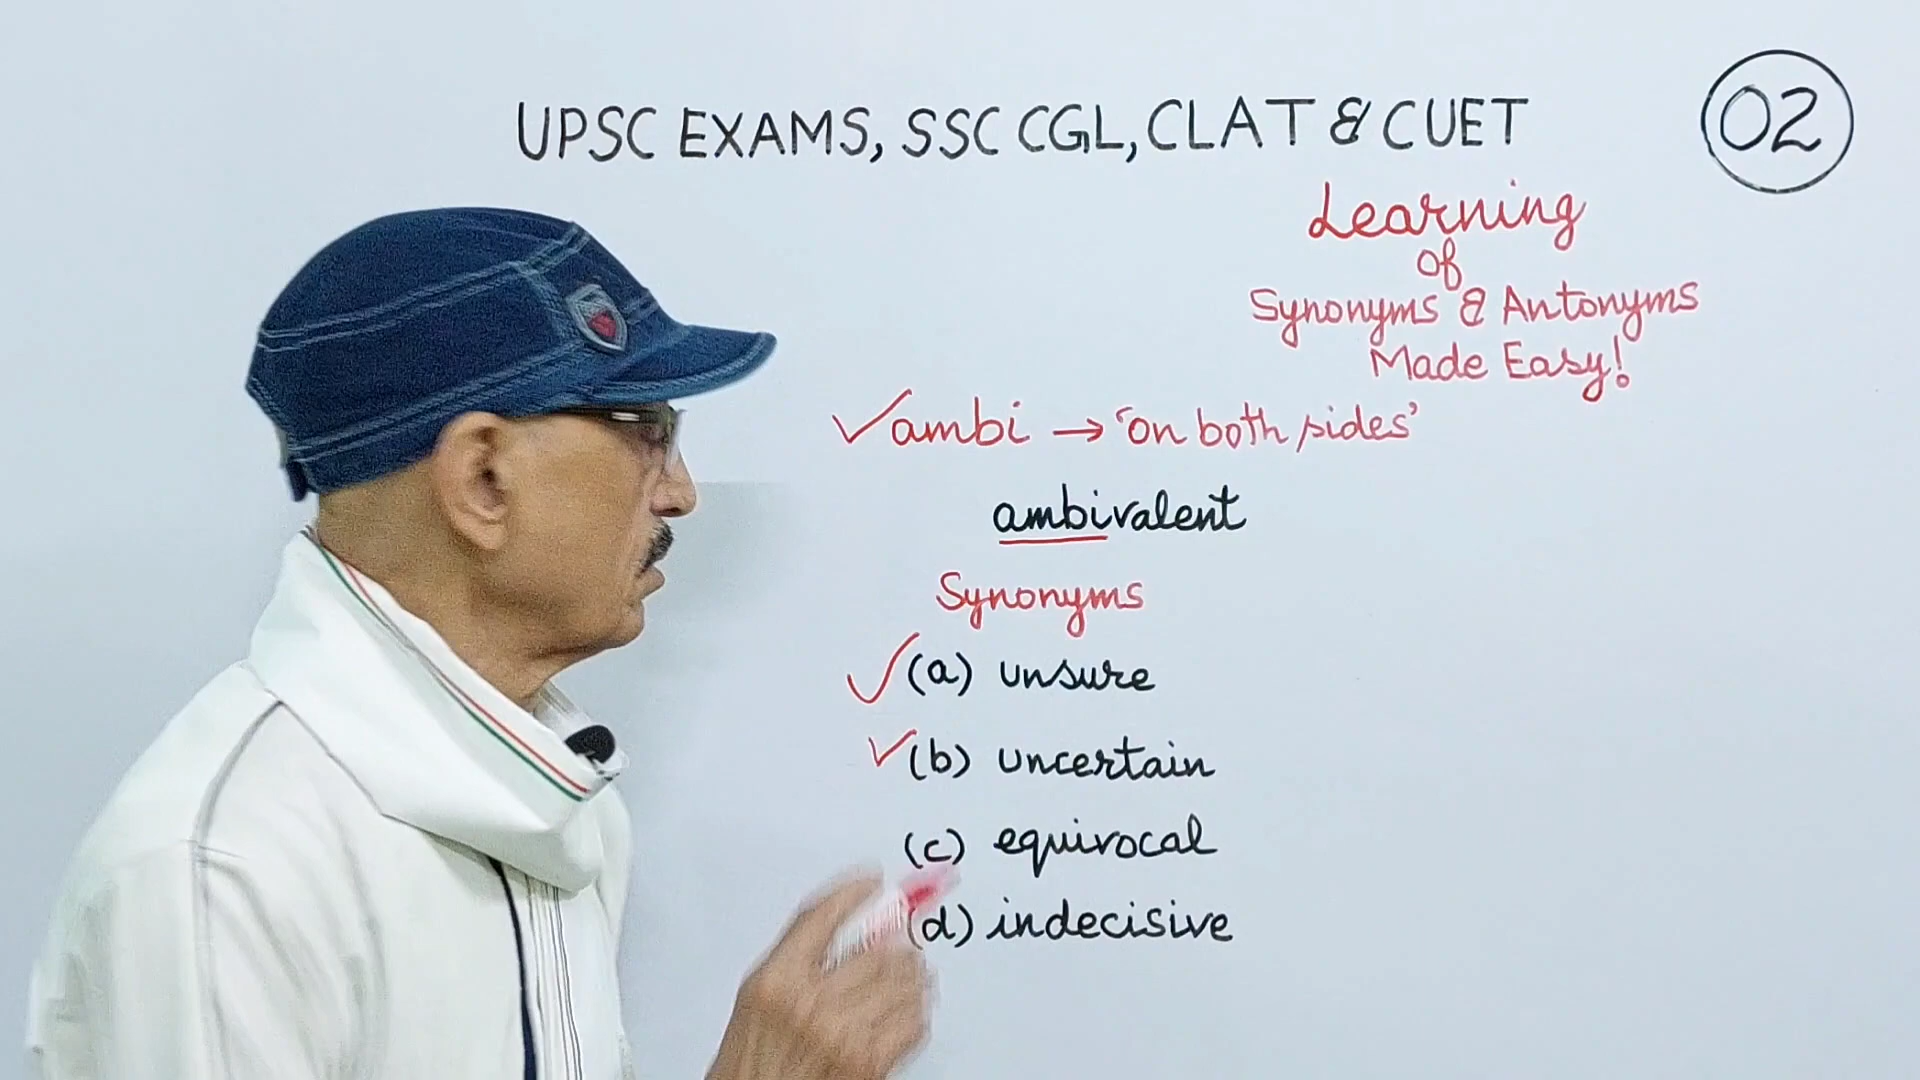 UPSC EXAMS, SSC CGL, CLAT & CUET
02
Learning
of
Synonyms & Antonyms
Made Easy!
✓ambi → 'on both sides'
ambivalent
Synonyms
✓(a) unsure
✓(b) uncertain
(c) equivocal
(d) indecisive